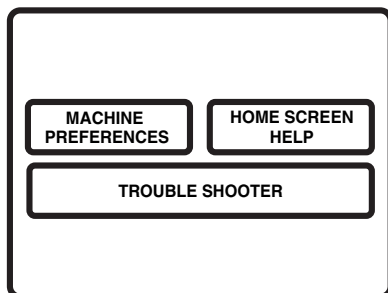 MACHINE
PREFERENCES
HOME SCREEN
HELP
TROUBLE SHOOTER